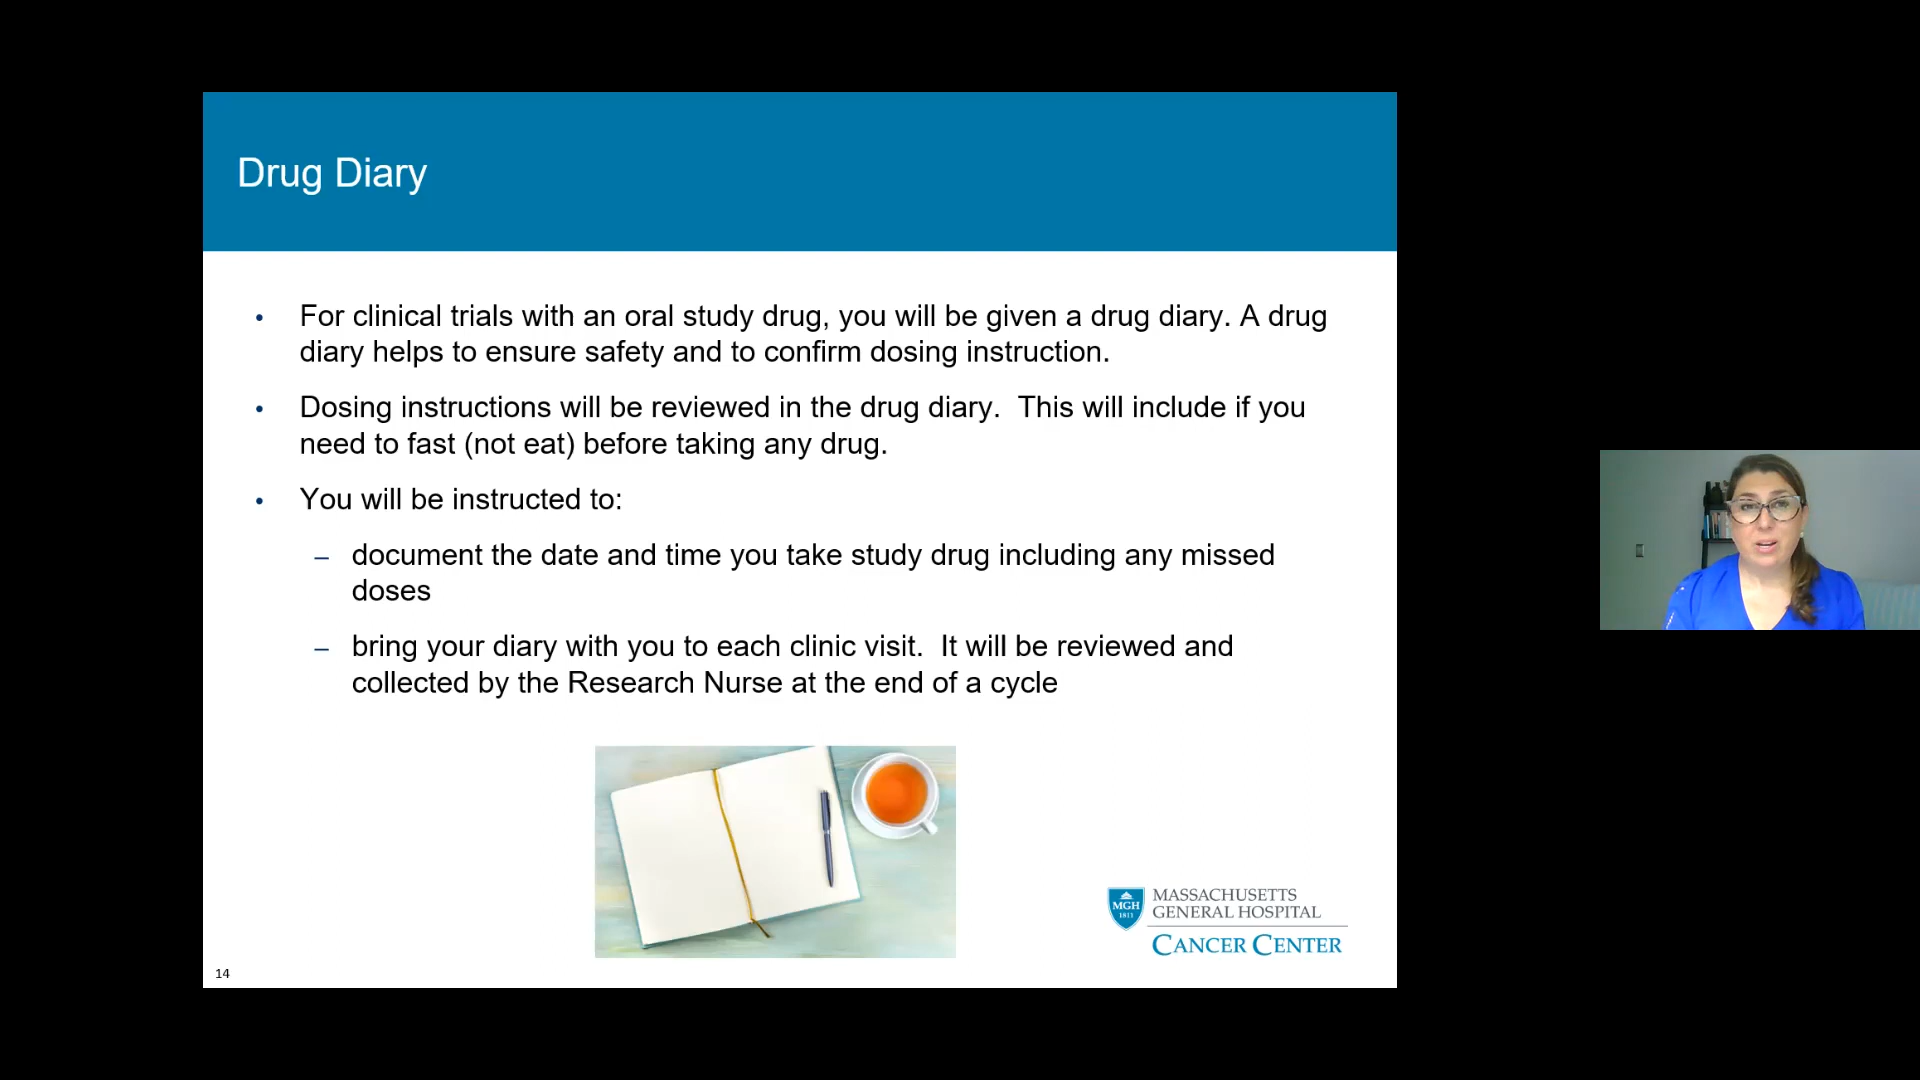 Drug Diary
• For clinical trials with an oral study drug, you will be given a drug diary. A drug
diary helps to ensure safety and to confirm dosing instruction.
• Dosing instructions will be reviewed in the drug diary.  This will include if you
need to fast (not eat) before taking any drug.
• You will be instructed to:
– document the date and time you take study drug including any missed
doses
– bring your diary with you to each clinic visit.  It will be reviewed and
collected by the Research Nurse at the end of a cycle
MGH
1811
MASSACHUSETTS
GENERAL HOSPITAL
CANCER CENTER
14